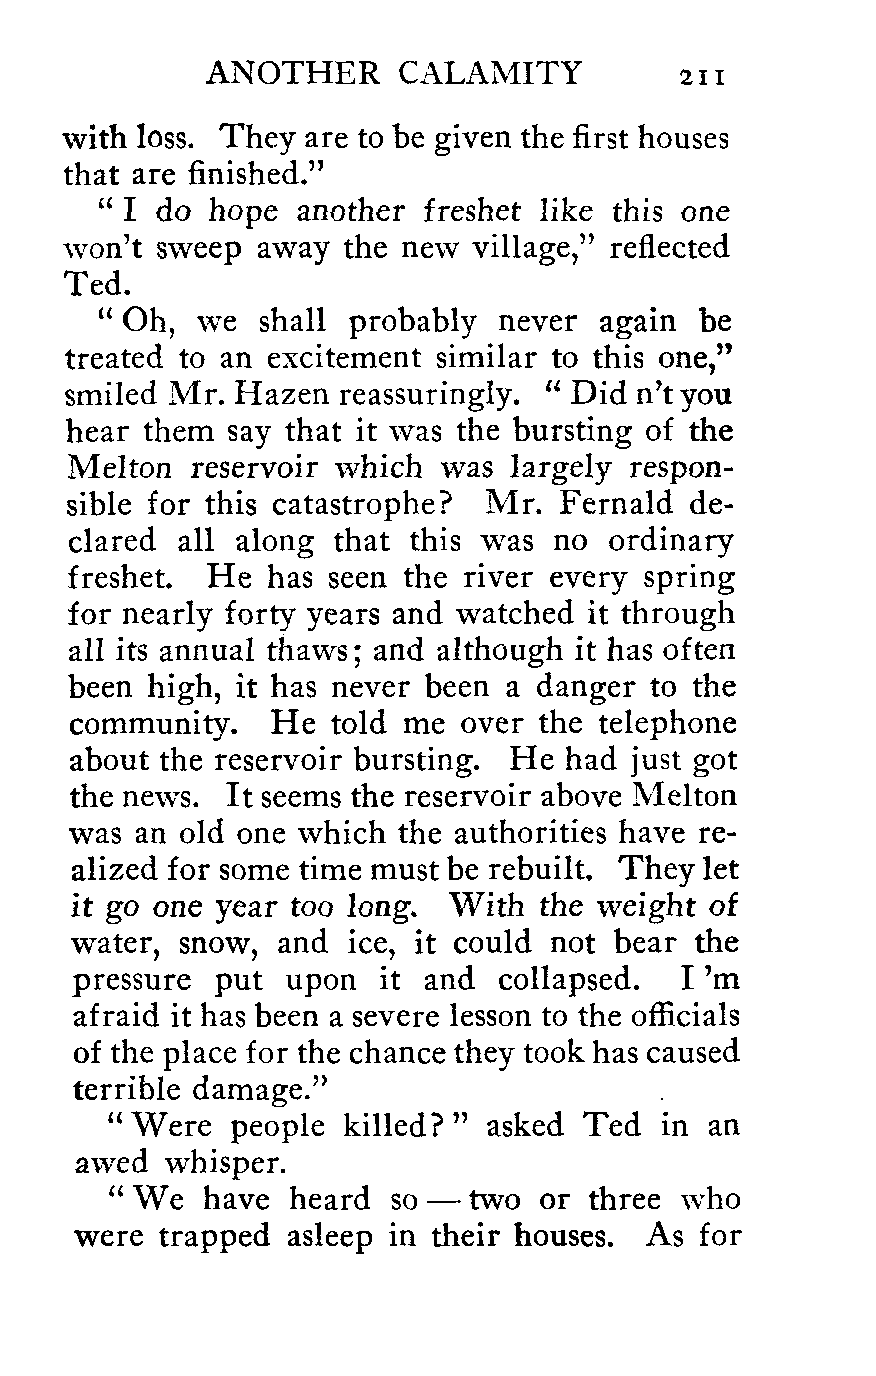 ANOTHER CALAMITY 211
with loss. They are to be given the first houses
that are finished."
" I do hope another freshet like this one
won't sweep away the new village," reflected
Ted.
" Oh, we shall probably never again be
treated to an excitement similar to this one,"
smiled Mr. Hazen reassuringly. " Did n't you
hear them say that it was the bursting of the
Melton reservoir which was largely respon-
sible for this catastrophe? Mr. Fernald de-
clared all along that this was no ordinary
freshet. He has seen the river every spring
for nearly forty years and watched it through
all its annual thaws; and although it has often
been high, it has never been a danger to the
community. He told me over the telephone
about the reservoir bursting. He had just got
the news. It seems the reservoir above Melton
was an old one which the authorities have re-
alized for some time must be rebuilt. They let
it go one year too long. With the weight of
water, snow, and ice, it could not bear the
pressure put upon it and collapsed. I 'm
afraid it has been a severe lesson to the officials
of the place for the chance they took has caused
terrible damage."
" Were people killed? " asked Ted in an
awed whisper.
" We have heard so — two or three who
were trapped asleep in their houses. As for